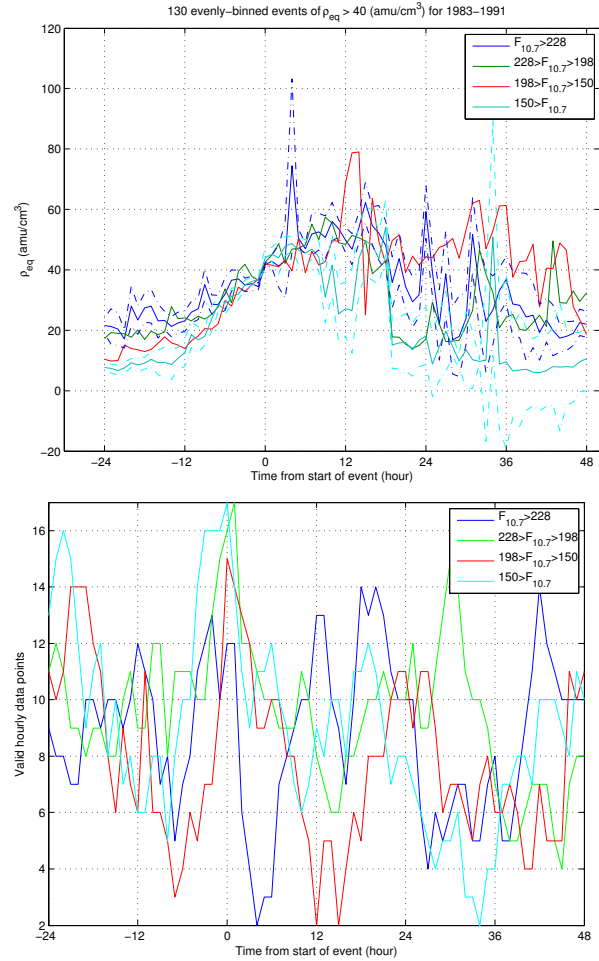 130 evenly−binned events of ρeq > 40 (amu/cm³) for 1983−1991
120
100
80
60
40
20
0
−20
ρeq (amu/cm³)
F10.7>228
228>F10.7>198
198>F10.7>150
150>F10.7
−24 −12 0 12 24 36 48
Time from start of event (hour)
16
14
12
10
8
6
4
2
Valid hourly data points
F10.7>228
228>F10.7>198
198>F10.7>150
150>F10.7
−24 −12 0 12 24 36 48
Time from start of event (hour)